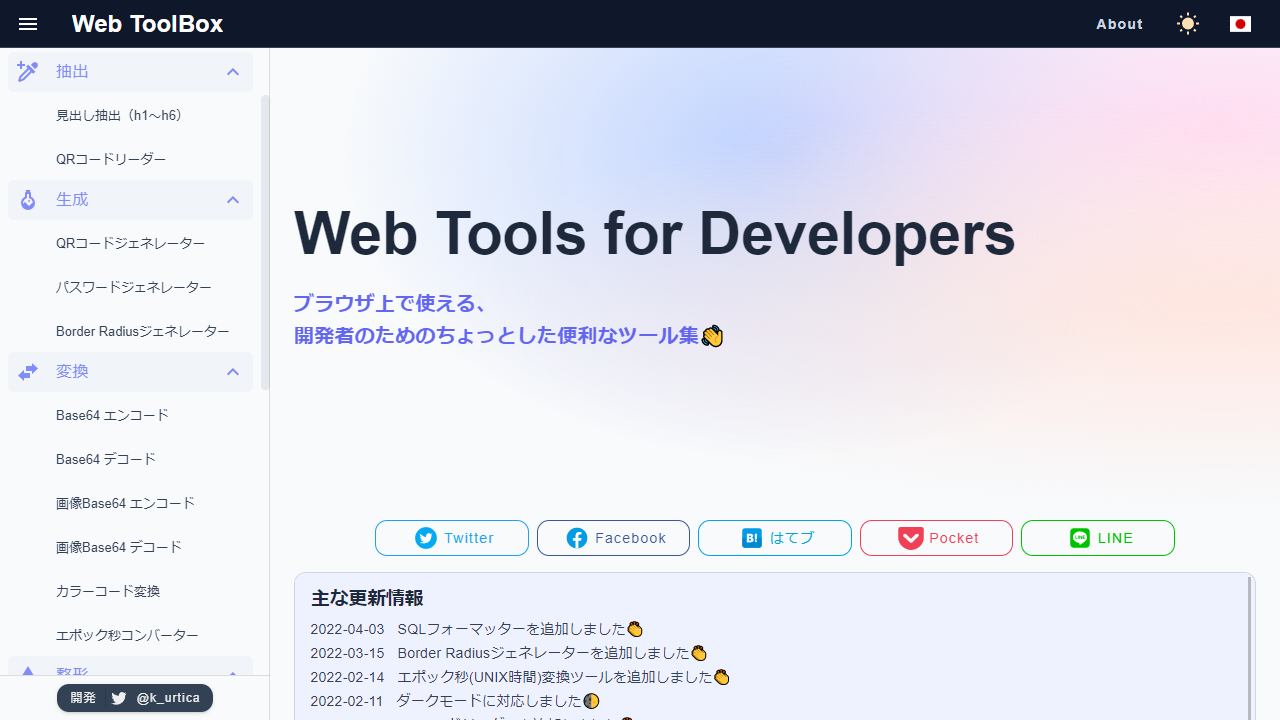 Web ToolBox
About
抽出
見出し抽出（h1〜h6）
QRコードリーダー
生成
QRコードジェネレーター
パスワードジェネレーター
Border Radiusジェネレーター
変換
Base64 エンコード
Base64 デコード
画像Base64 エンコード
画像Base64 デコード
カラーコード変換
エポック秒コンバーター
整形
開発 @k_urtica
Web Tools for Developers
ブラウザ上で使える、
開発者のためのちょっとした便利なツール集👏
Twitter
Facebook
B! はてブ
Pocket
LINE
主な更新情報
2022-04-03 SQLフォーマッターを追加しました👏
2022-03-15 Border Radiusジェネレーターを追加しました👏
2022-02-14 エポック秒(UNIX時間)変換ツールを追加しました👏
2022-02-11 ダークモードに対応しました🌓